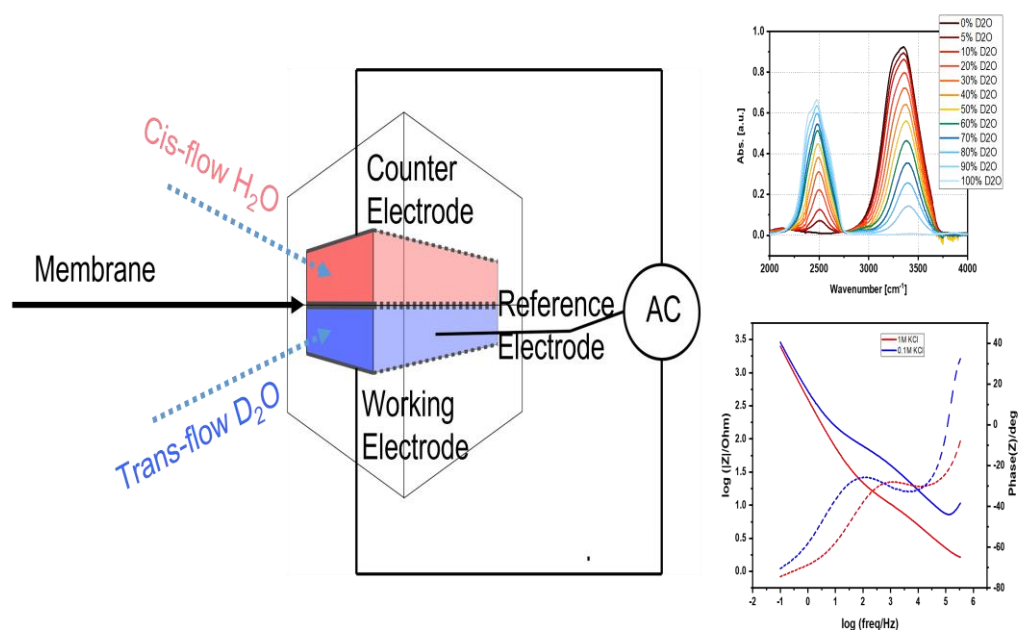 Cis-flow H₂O
Counter
Electrode
Membrane
Reference
Electrode
AC
Trans-flow D₂O
Working
Electrode
0% D2O
5% D2O
10% D2O
20% D2O
30% D2O
40% D2O
50% D2O
60% D2O
70% D2O
80% D2O
90% D2O
100% D2O
Abs. [a.u.]
1.0
0.8
0.6
0.4
0.2
0.0
2000 2500 3000 3500 4000
Wavenumber [cm⁻¹]
1M KCl
0.1M KCl
log (|Z|/Ohm)
3.5
3.0
2.5
2.0
1.5
1.0
0.5
0.0
Phase(Z)/deg
40
20
0
-20
-40
-60
-80
-2 -1 0 1 2 3 4 5 6
log (freq/Hz)